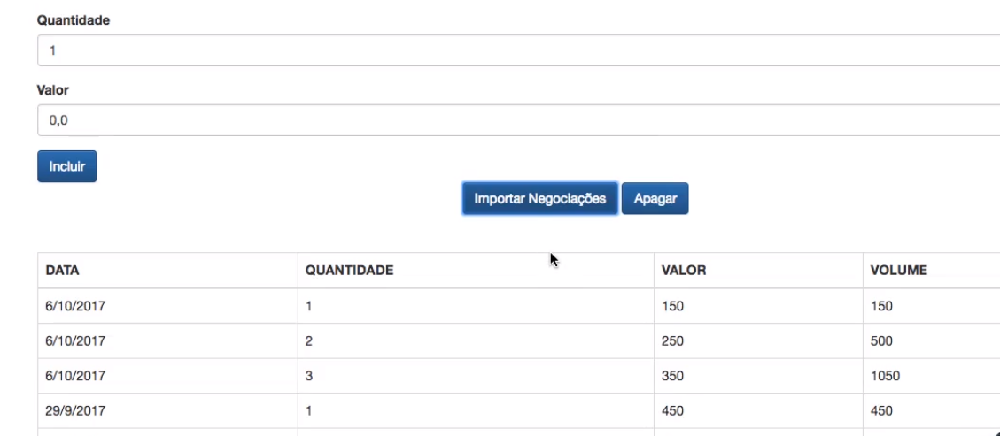 Quantidade
1
Valor
0,0
Incluir
Importar Negociações Apagar
DATA QUANTIDADE VALOR VOLUME
6/10/2017 1 150 150
6/10/2017 2 250 500
6/10/2017 3 350 1050
29/9/2017 1 450 450